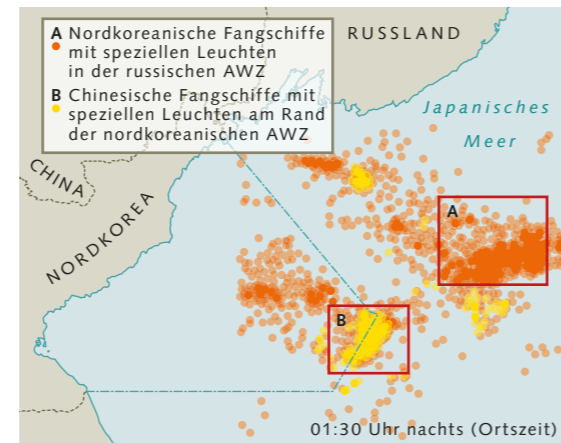 A Nordkoreanische Fangschiffe
mit speziellen Leuchten
in der russischen AWZ
B Chinesische Fangschiffe mit
speziellen Leuchten am Rand
der nordkoreanischen AWZ
RUSSLAND
Japanisches
Meer
CHINA
NORDKOREA
A
B
01:30 Uhr nachts (Ortszeit)